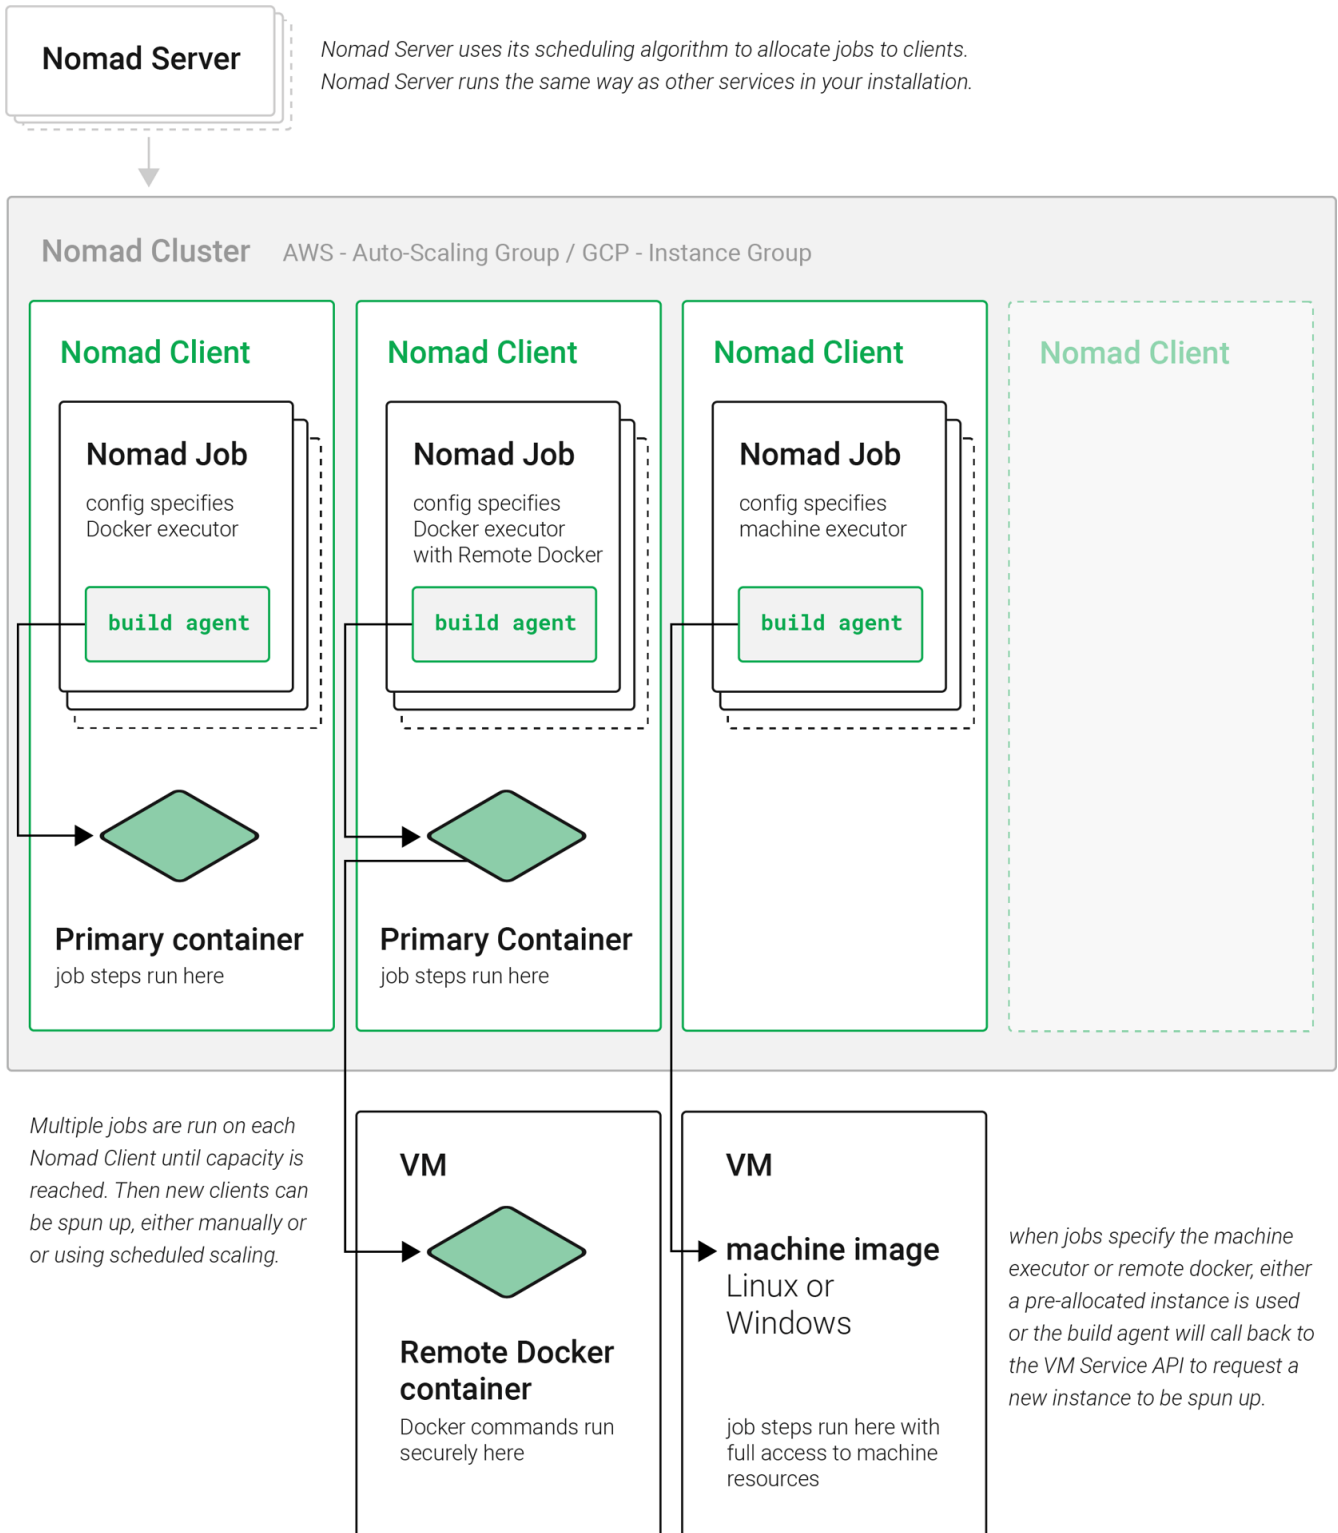 Nomad Server
Nomad Server uses its scheduling algorithm to allocate jobs to clients.
Nomad Server runs the same way as other services in your installation.
Nomad Cluster AWS - Auto-Scaling Group / GCP - Instance Group
Nomad Client
Nomad Job
config specifies
Docker executor
build agent
Primary container
job steps run here
Nomad Client
Nomad Job
config specifies
Docker executor
with Remote Docker
build agent
Primary Container
job steps run here
Nomad Client
Nomad Job
config specifies
machine executor
build agent
Nomad Client
Multiple jobs are run on each
Nomad Client until capacity is
reached. Then new clients can
be spun up, either manually or
or using scheduled scaling.
VM
Remote Docker
container
Docker commands run
securely here
VM
machine image
Linux or
Windows
job steps run here with
full access to machine
resources
when jobs specify the machine
executor or remote docker, either
a pre-allocated instance is used
or the build agent will call back to
the VM Service API to request a
new instance to be spun up.